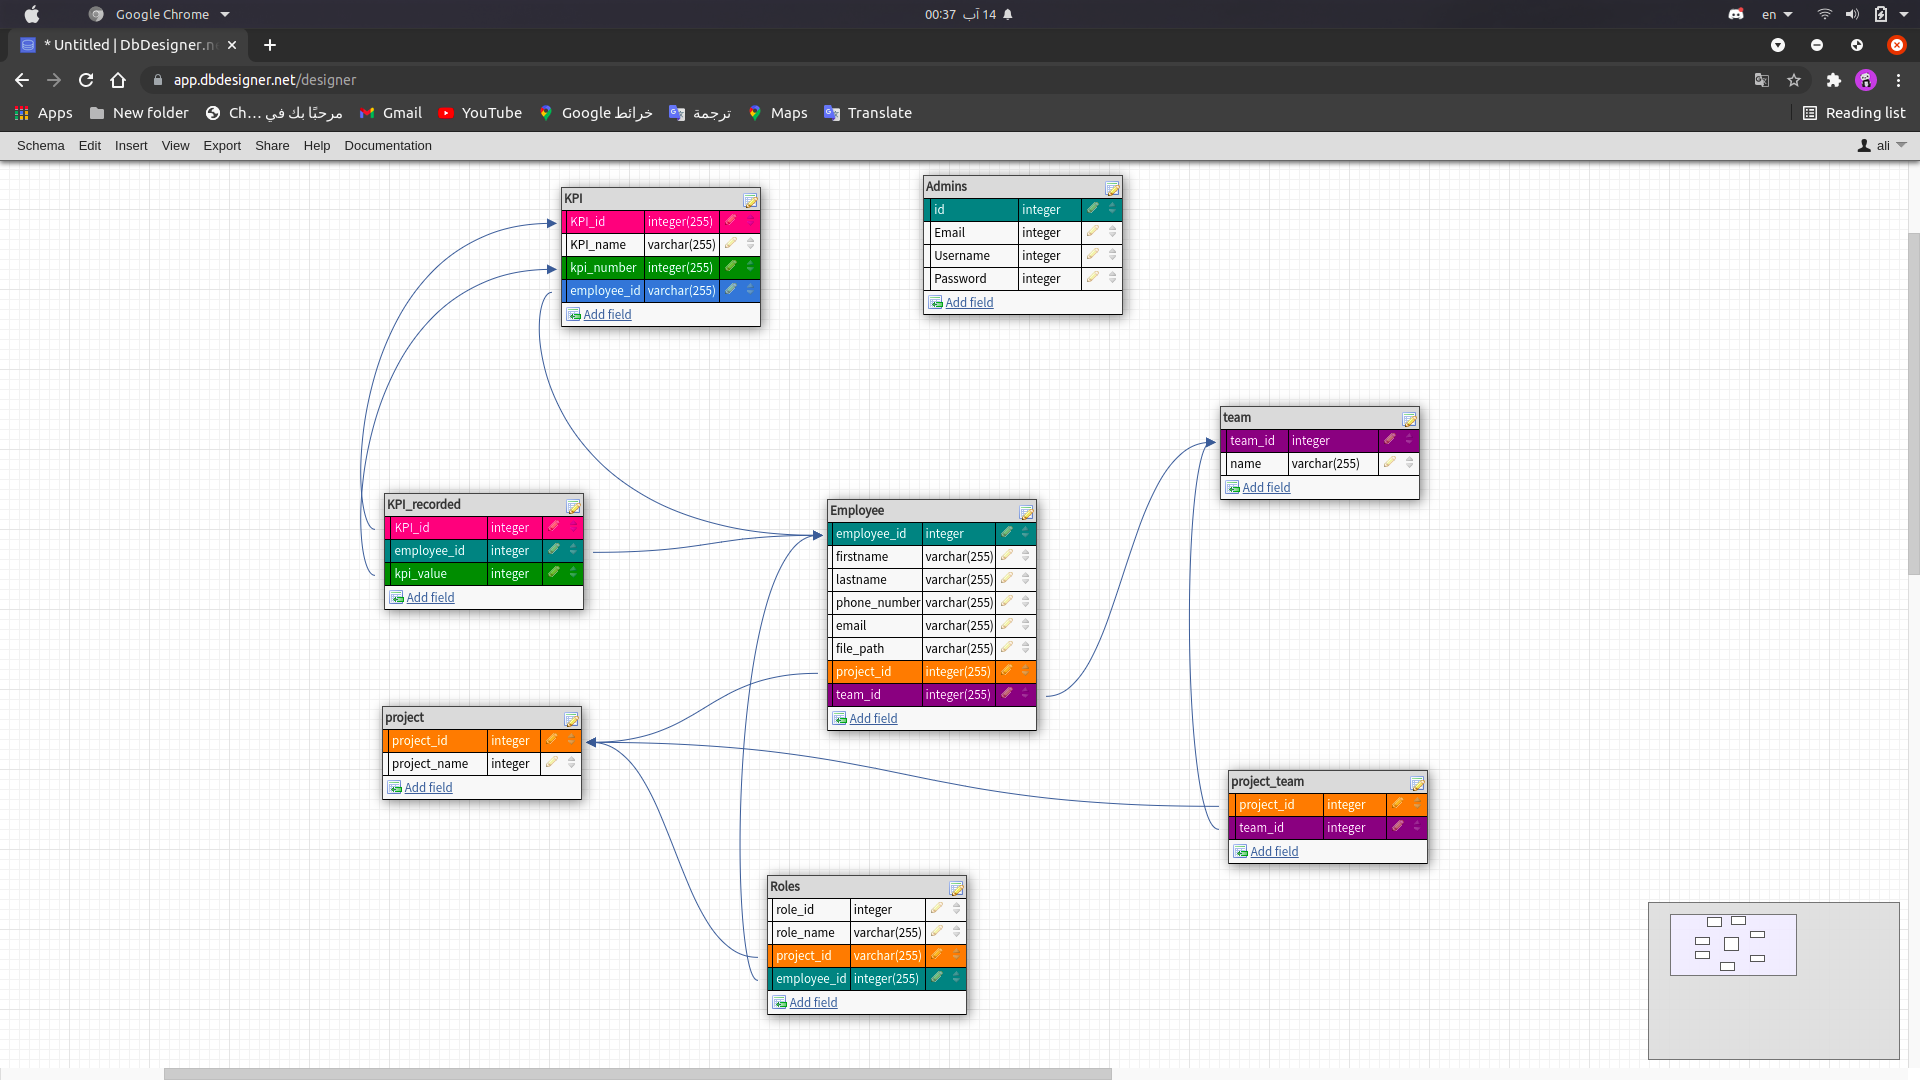 Google Chrome
14 آب  00:37
en
* Untitled | DbDesigner.n
app.dbdesigner.net/designer
Apps
New folder
مرحبًا بك في ...Ch
Gmail
YouTube
خرائط Google
ترجمة
Maps
Translate
Reading list
Schema Edit Insert View Export Share Help Documentation
ali
KPI
KPI_id integer(255)
KPI_name varchar(255)
kpi_number integer(255)
employee_id varchar(255)
Add field
Admins
id integer
Email integer
Username integer
Password integer
Add field
team
team_id integer
name varchar(255)
Add field
KPI_recorded
KPI_id integer
employee_id integer
kpi_value integer
Add field
Employee
employee_id integer
firstname varchar(255)
lastname varchar(255)
phone_number varchar(255)
email varchar(255)
file_path varchar(255)
project_id integer(255)
team_id integer(255)
Add field
project
project_id integer
project_name integer
Add field
project_team
project_id integer
team_id integer
Add field
Roles
role_id integer
role_name varchar(255)
project_id varchar(255)
employee_id integer(255)
Add field